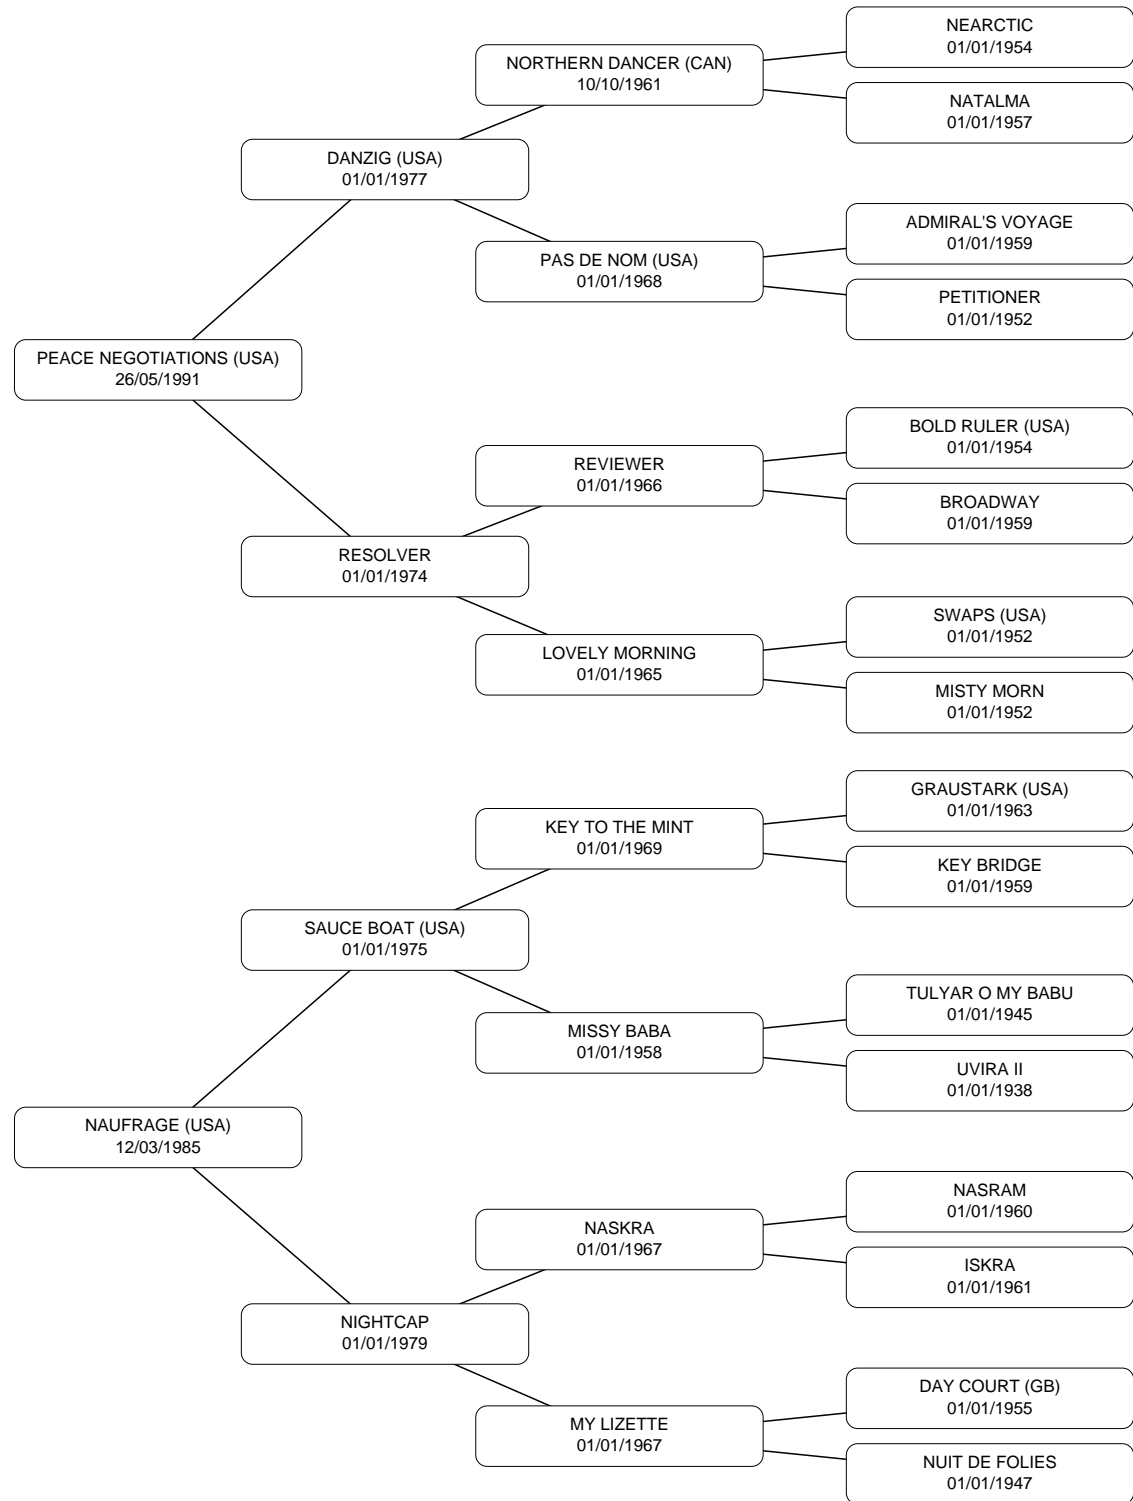 NEARCTIC
01/01/1954
NORTHERN DANCER (CAN)
10/10/1961
NATALMA
01/01/1957
DANZIG (USA)
01/01/1977
ADMIRAL'S VOYAGE
01/01/1959
PAS DE NOM (USA)
01/01/1968
PETITIONER
01/01/1952
PEACE NEGOTIATIONS (USA)
26/05/1991
BOLD RULER (USA)
01/01/1954
REVIEWER
01/01/1966
BROADWAY
01/01/1959
RESOLVER
01/01/1974
SWAPS (USA)
01/01/1952
LOVELY MORNING
01/01/1965
MISTY MORN
01/01/1952
GRAUSTARK (USA)
01/01/1963
KEY TO THE MINT
01/01/1969
KEY BRIDGE
01/01/1959
SAUCE BOAT (USA)
01/01/1975
TULYAR O MY BABU
01/01/1945
MISSY BABA
01/01/1958
UVIRA II
01/01/1938
NAUFRAGE (USA)
12/03/1985
NASRAM
01/01/1960
NASKRA
01/01/1967
ISKRA
01/01/1961
NIGHTCAP
01/01/1979
DAY COURT (GB)
01/01/1955
MY LIZETTE
01/01/1967
NUIT DE FOLIES
01/01/1947